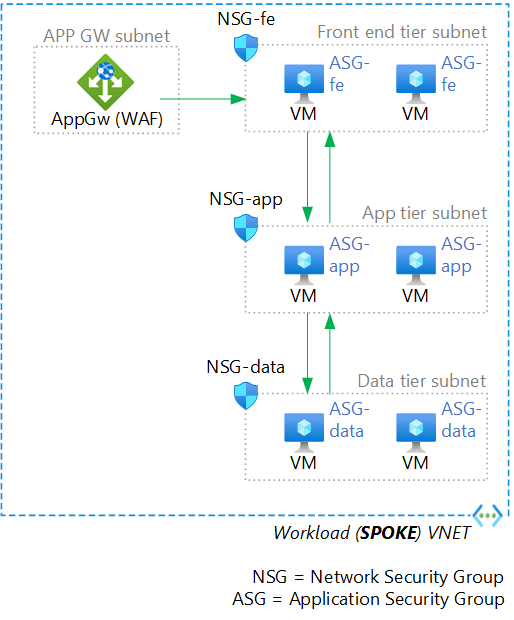 NSG-fe
APP GW subnet
Front end tier subnet
ASG-
fe
ASG-
fe
VM
VM
AppGw (WAF)
NSG-app
App tier subnet
ASG-
app
ASG-
app
VM
VM
NSG-data
Data tier subnet
ASG-
data
ASG-
data
VM
VM
Workload (SPOKE) VNET
NSG = Network Security Group
ASG = Application Security Group